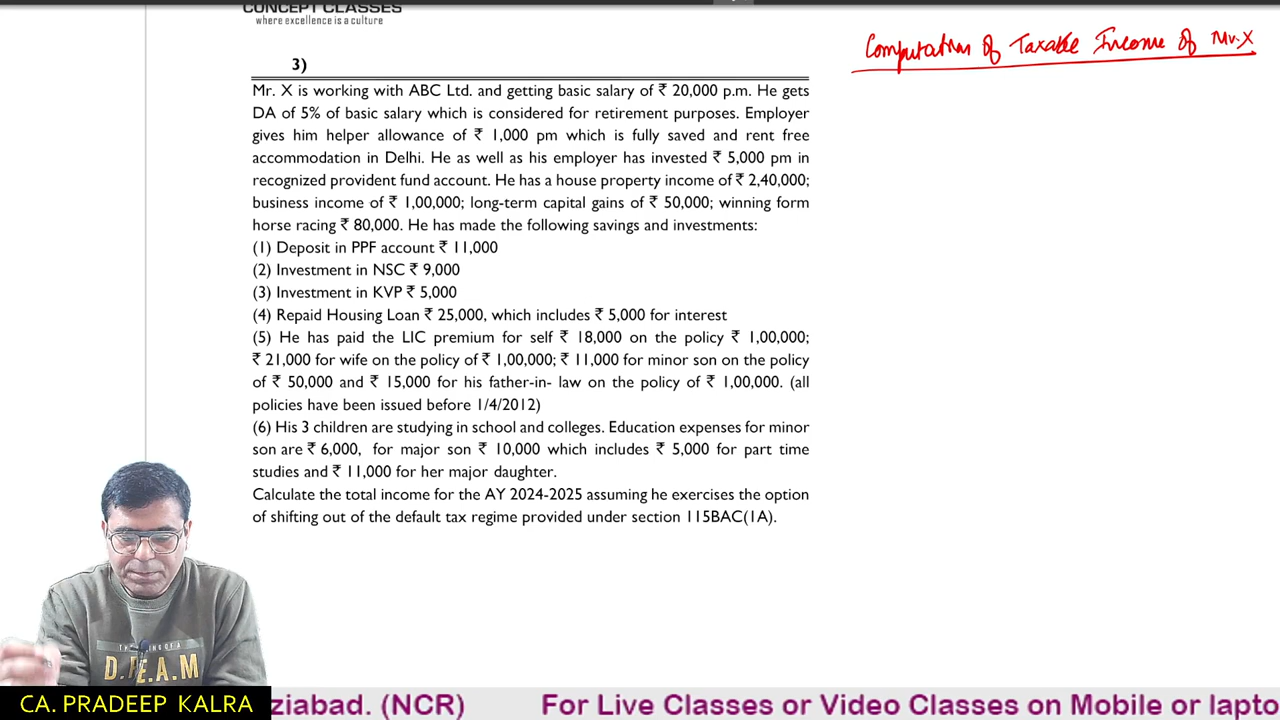 CONCEPT CLASSES
where excellence is a culture
Computation of Taxable Income of Mr.X
3)
Mr. X is working with ABC Ltd. and getting basic salary of ₹ 20,000 p.m. He gets
DA of 5% of basic salary which is considered for retirement purposes. Employer
gives him helper allowance of ₹ 1,000 pm which is fully saved and rent free
accommodation in Delhi. He as well as his employer has invested ₹ 5,000 pm in
recognized provident fund account. He has a house property income of ₹ 2,40,000;
business income of ₹ 1,00,000; long-term capital gains of ₹ 50,000; winning form
horse racing ₹ 80,000. He has made the following savings and investments:
(1) Deposit in PPF account ₹ 11,000
(2) Investment in NSC ₹ 9,000
(3) Investment in KVP ₹ 5,000
(4) Repaid Housing Loan ₹ 25,000, which includes ₹ 5,000 for interest
(5) He has paid the LIC premium for self ₹ 18,000 on the policy ₹ 1,00,000;
₹ 21,000 for wife on the policy of ₹ 1,00,000; ₹ 11,000 for minor son on the policy
of ₹ 50,000 and ₹ 15,000 for his father-in- law on the policy of ₹ 1,00,000. (all
policies have been issued before 1/4/2012)
(6) His 3 children are studying in school and colleges. Education expenses for minor
son are ₹ 6,000, for major son ₹ 10,000 which includes ₹ 5,000 for part time
studies and ₹ 11,000 for her major daughter.
Calculate the total income for the AY 2024-2025 assuming he exercises the option
of shifting out of the default tax regime provided under section 115BAC(1A).
CA. PRADEEP KALRA
ziabad. (NCR) For Live Classes or Video Classes on Mobile or lapto